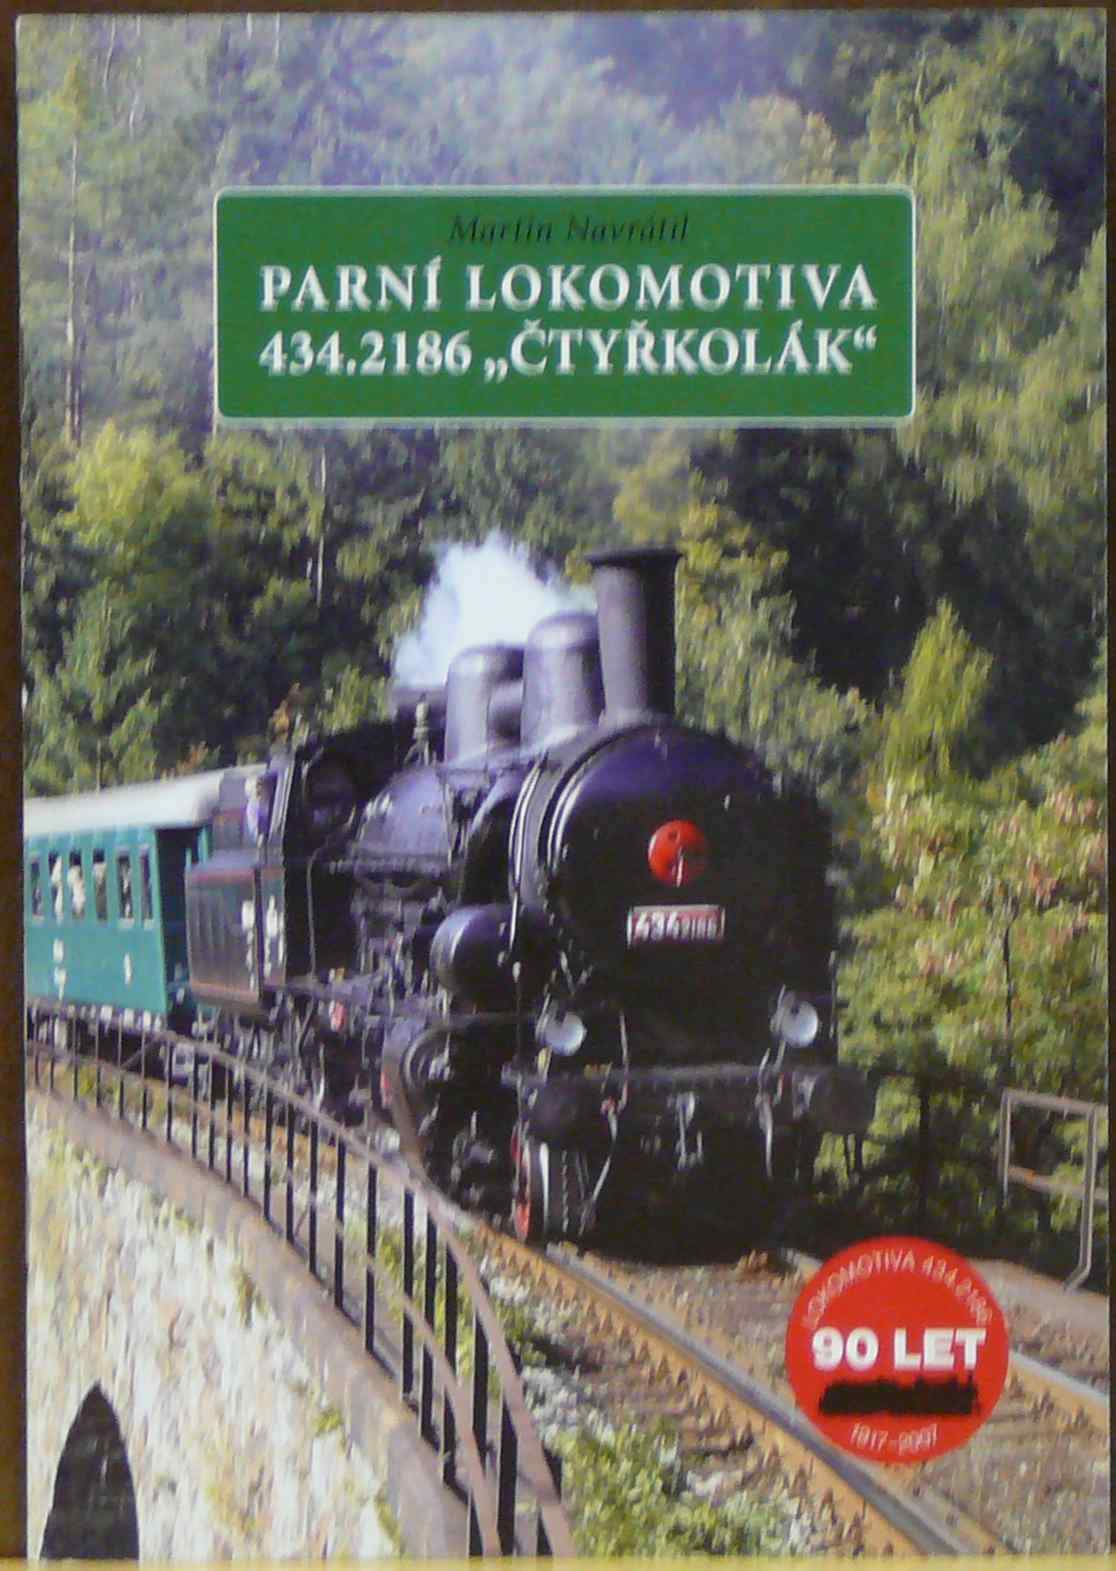 Martin Navrátil
PARNÍ LOKOMOTIVA
434.2186 „ČTYŘKOLÁK“
434.2186
LOKOMOTIVA 434.2186
90 LET
1917–2007